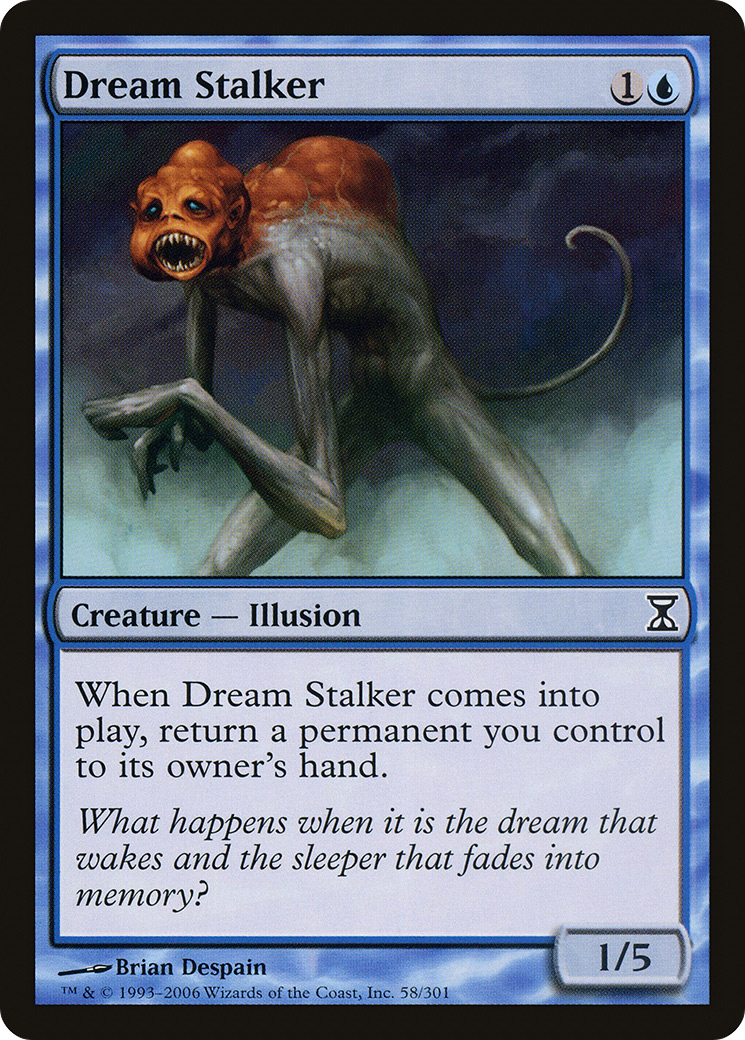 Dream Stalker 1
Creature — Illusion
When Dream Stalker comes into
play, return a permanent you control
to its owner's hand.
What happens when it is the dream that
wakes and the sleeper that fades into
memory?
1/5
Brian Despain
™ & © 1993–2006 Wizards of the Coast, Inc. 58/301